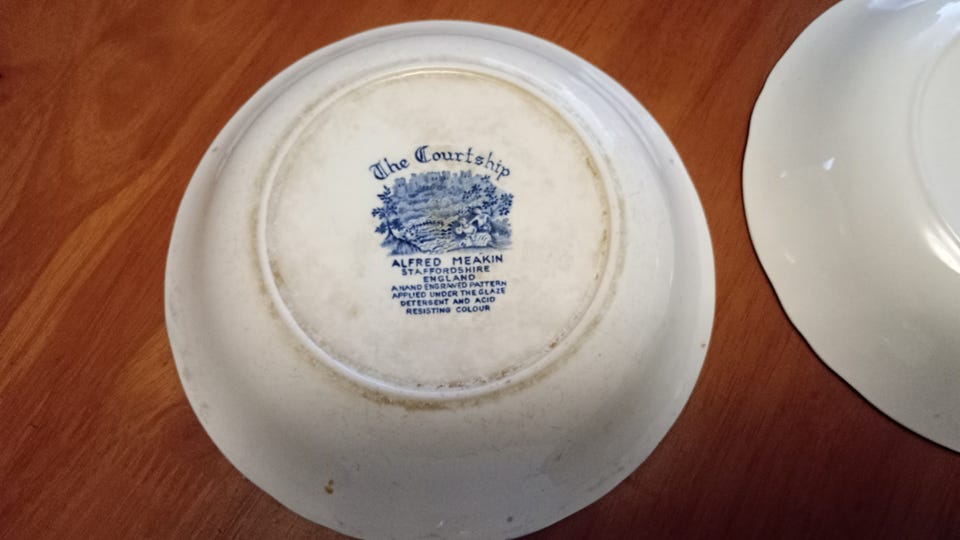 The Courtship
ALFRED MEAKIN
STAFFORDSHIRE
ENGLAND
A HAND ENGRAVED PATTERN
APPLIED UNDER THE GLAZE
DETERGENT AND ACID
RESISTING COLOUR